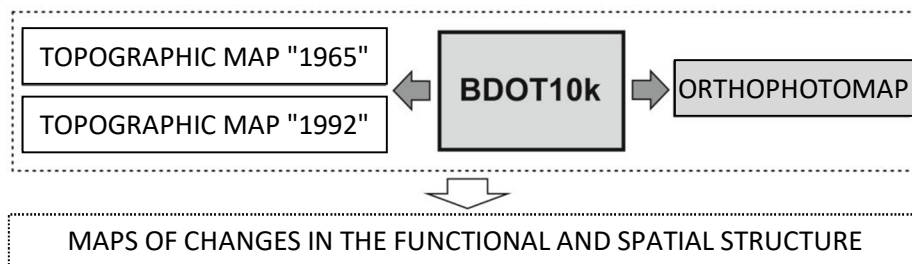 TOPOGRAPHIC MAP "1965"
TOPOGRAPHIC MAP "1992"
BDOT10k
ORTHOPHOTOMAP
MAPS OF CHANGES IN THE FUNCTIONAL AND SPATIAL STRUCTURE